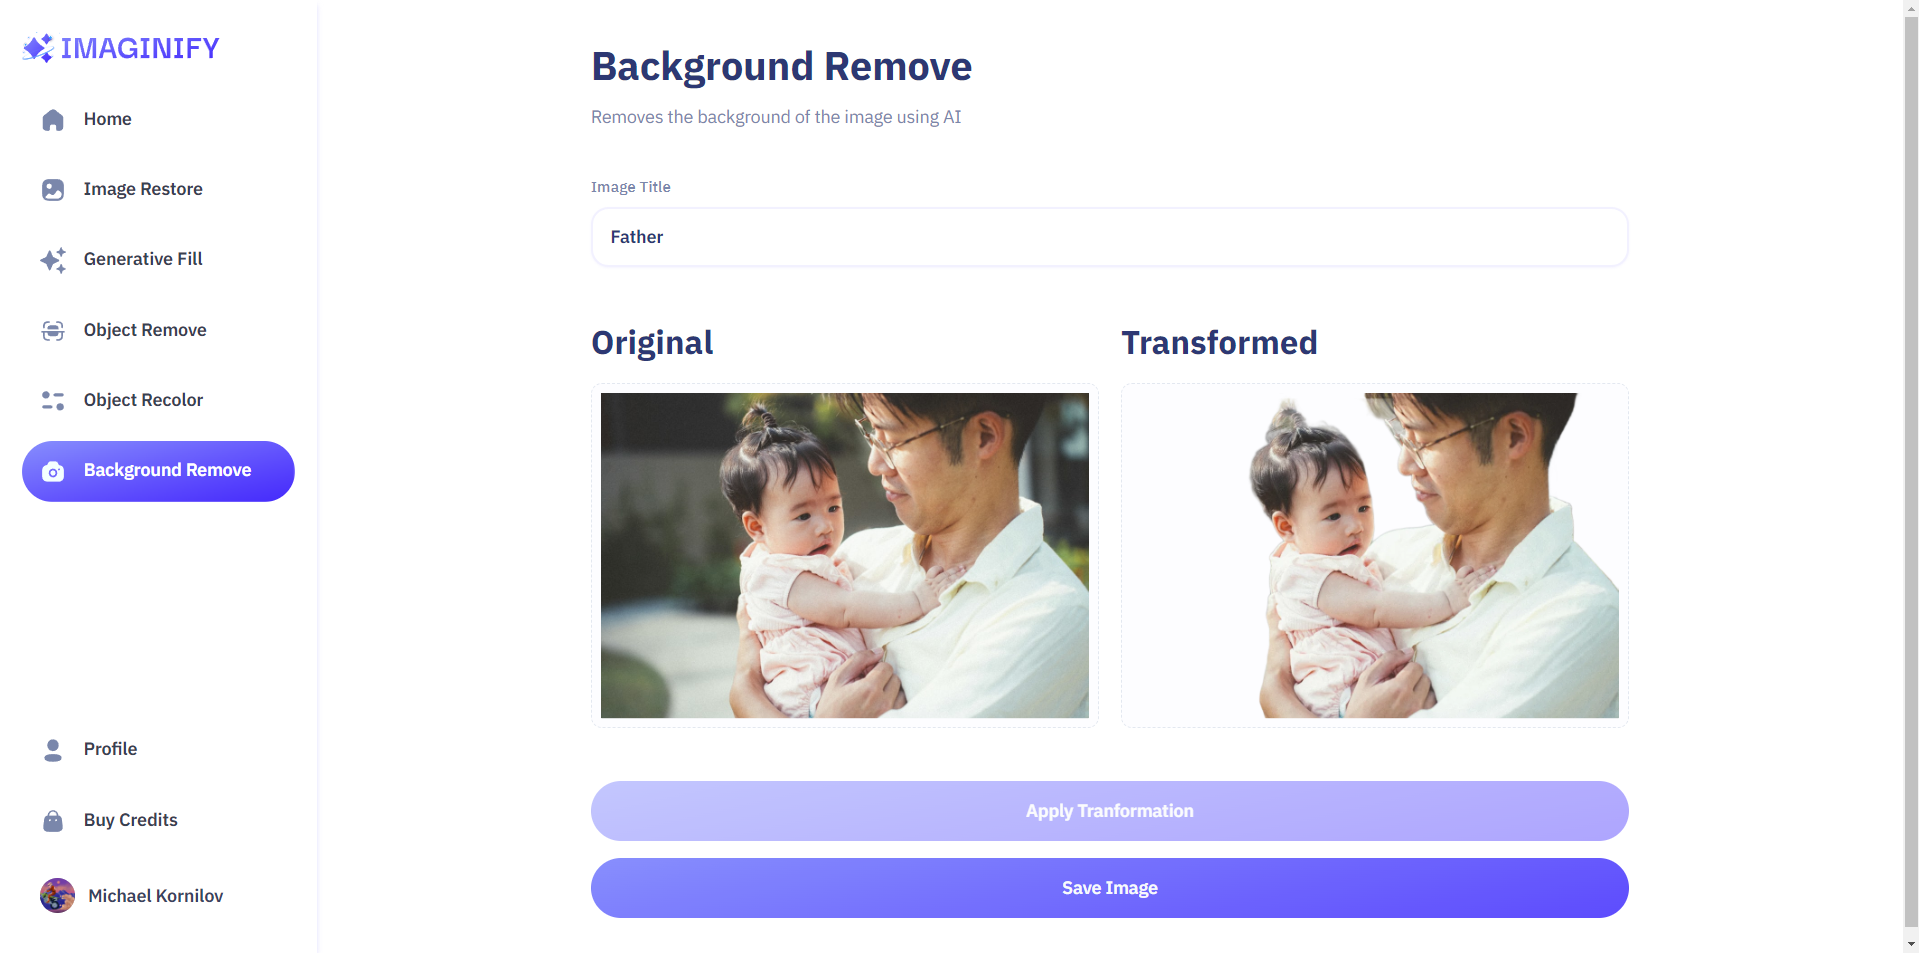 IMAGINIFY
Home
Image Restore
Generative Fill
Object Remove
Object Recolor
Background Remove
Profile
Buy Credits
Michael Kornilov
Background Remove
Removes the background of the image using AI
Image Title
Father
Original
Transformed
Apply Tranformation
Save Image